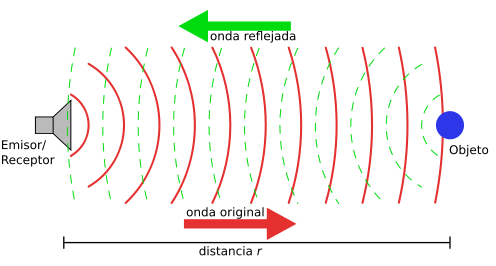 onda reflejada
Emisor/
Receptor
Objeto
onda original
distancia r